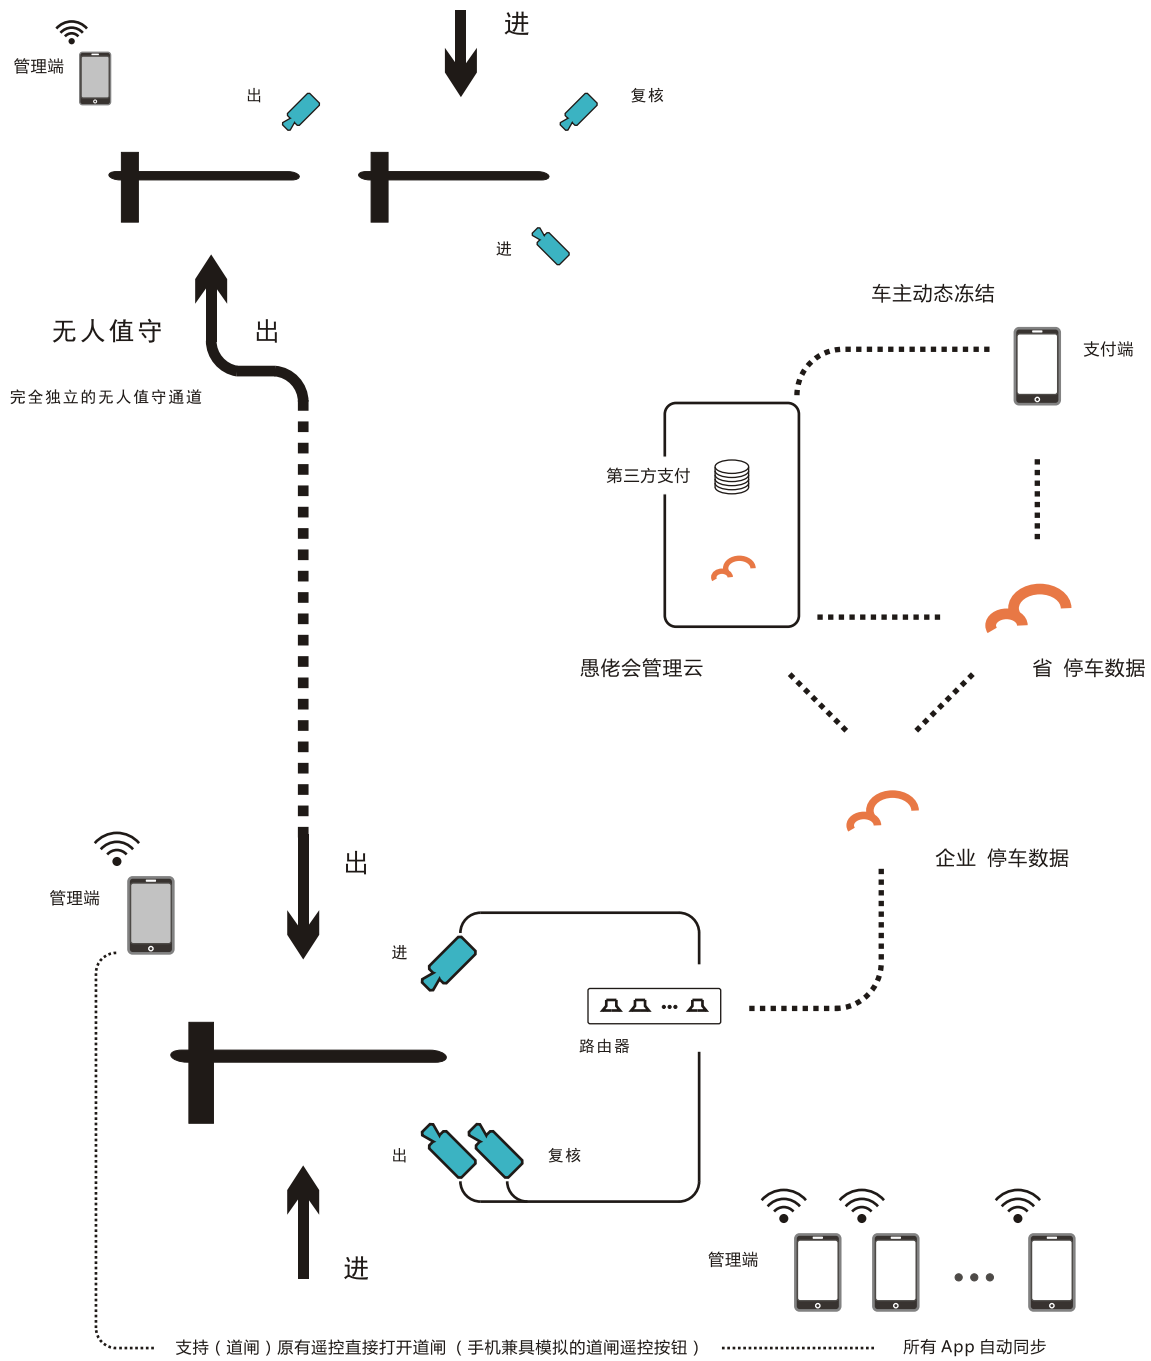 进
管理端
出
复核
进
车主动态冻结
无人值守
出
支付端
完全独立的无人值守通道
第三方支付
愚佬会管理云
省 停车数据
企业 停车数据
出
管理端
进
路由器
出
复核
进
管理端
支持（道闸）原有遥控直接打开道闸（手机兼具模拟的道闸遥控按钮）
所有 App 自动同步